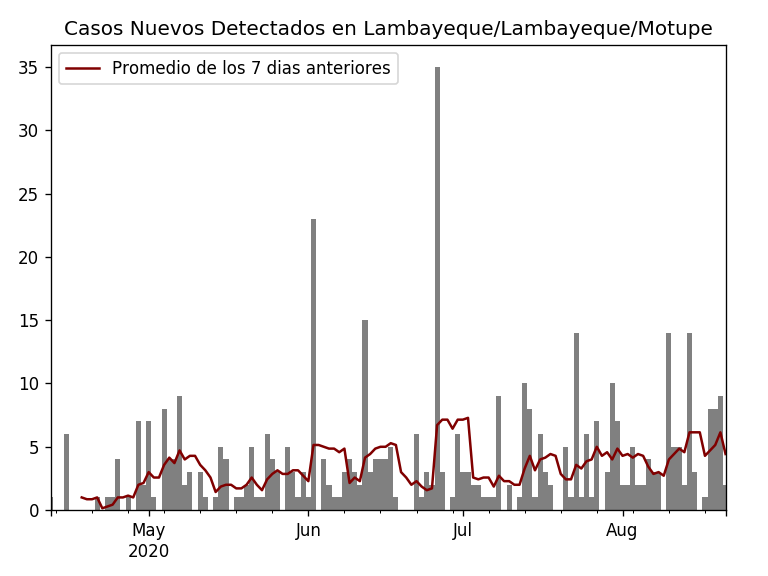 Casos Nuevos Detectados en Lambayeque/Lambayeque/Motupe
Promedio de los 7 dias anteriores
35
30
25
20
15
10
5
0
May
2020
Jun
Jul
Aug